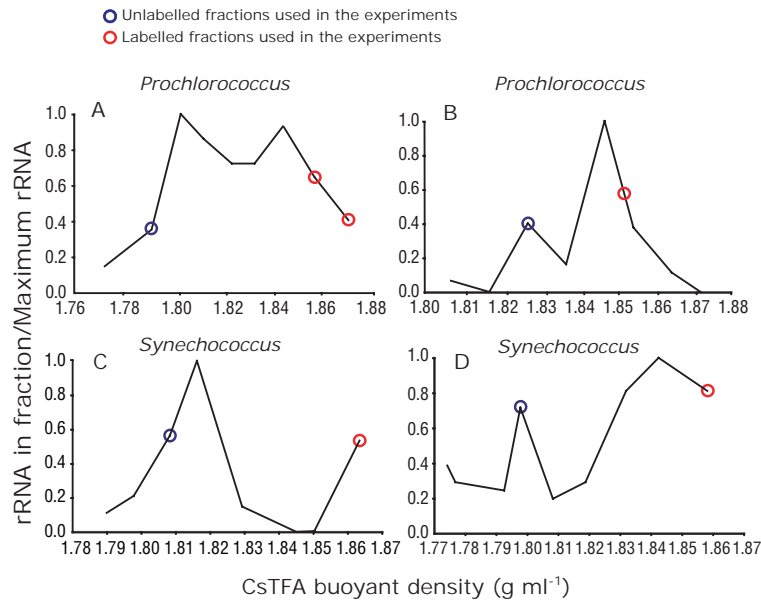 Unlabelled fractions used in the experiments
Labelled fractions used in the experiments
Prochlorococcus
Prochlorococcus
A
B
1.0
0.8
0.6
0.4
0.2
0.0
1.76 1.78 1.80 1.82 1.84 1.86 1.88
1.0
0.8
0.6
0.4
0.2
0.0
1.80 1.81 1.82 1.83 1.84 1.85 1.86 1.87 1.88
rRNA in fraction/Maximum rRNA
Synechococcus
Synechococcus
C
D
1.0
0.8
0.6
0.4
0.2
0.0
1.78 1.79 1.80 1.81 1.82 1.83 1.84 1.85 1.86 1.87
1.0
0.8
0.6
0.4
0.2
0.0
1.77 1.78 1.79 1.80 1.81 1.82 1.83 1.84 1.85 1.86 1.87
CsTFA buoyant density (g ml⁻¹)